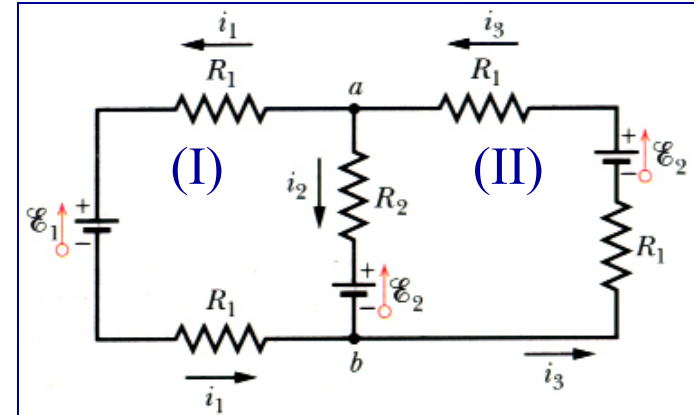 i₁ i₃
R₁ a R₁
(I) (II)
+ ℰ₂
-
i₂ R₂
ℰ₁ + R₁
-
+ ℰ₂
-
R₁
b
i₁ i₃